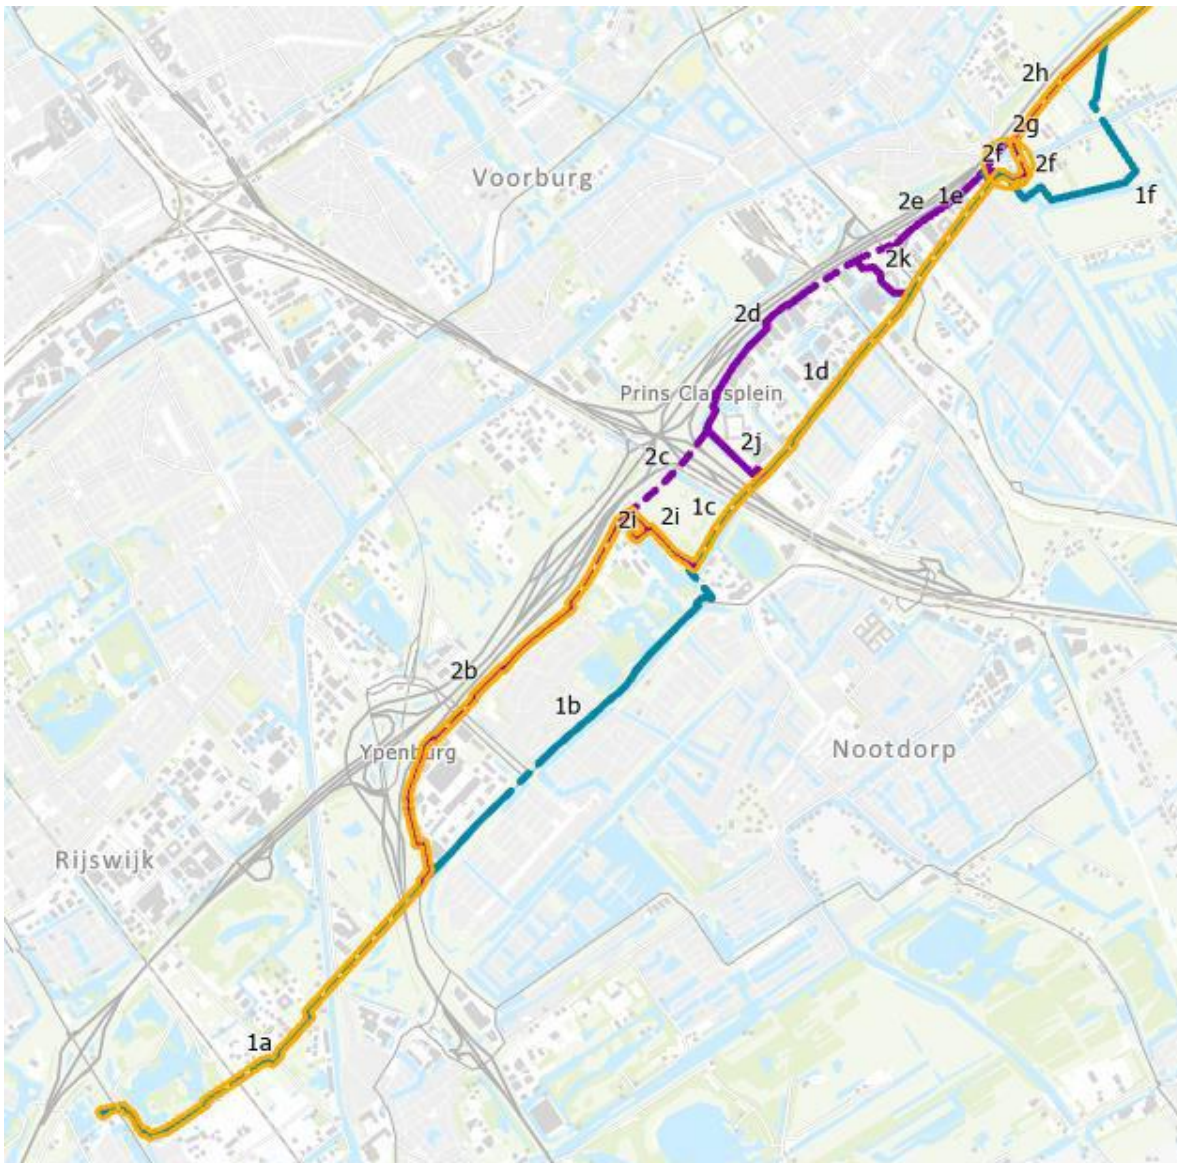 2h
2g
2f
2f
Voorburg
1f
2e
1e
2k
2d
1d
Prins Clausplein
2j
2c
1c
2i
2i
2b
1b
Nootdorp
Ypenburg
Rijswijk
1a